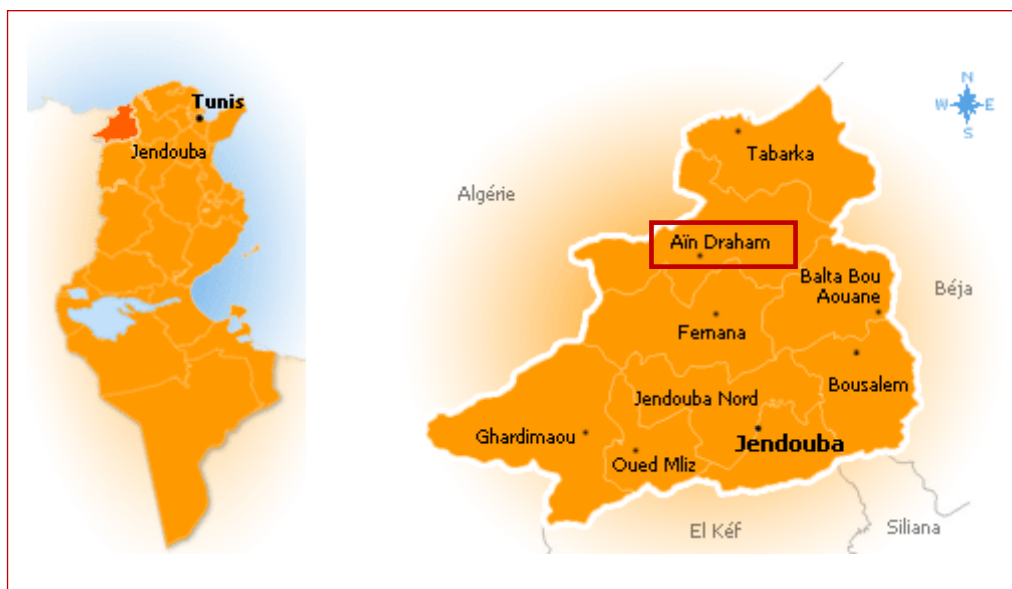 Tunis
Jendouba
N
W E
S
Tabarka
Algérie
Aïn Draham
Balta Bou
Aouane
Béja
Fernana
Bousalem
Jendouba Nord
Ghardimaou
Jendouba
Oued Mliz
El Kéf
Siliana